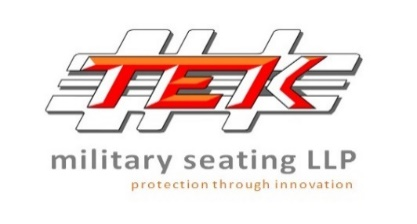 TEK
military seating LLP
protection through innovation